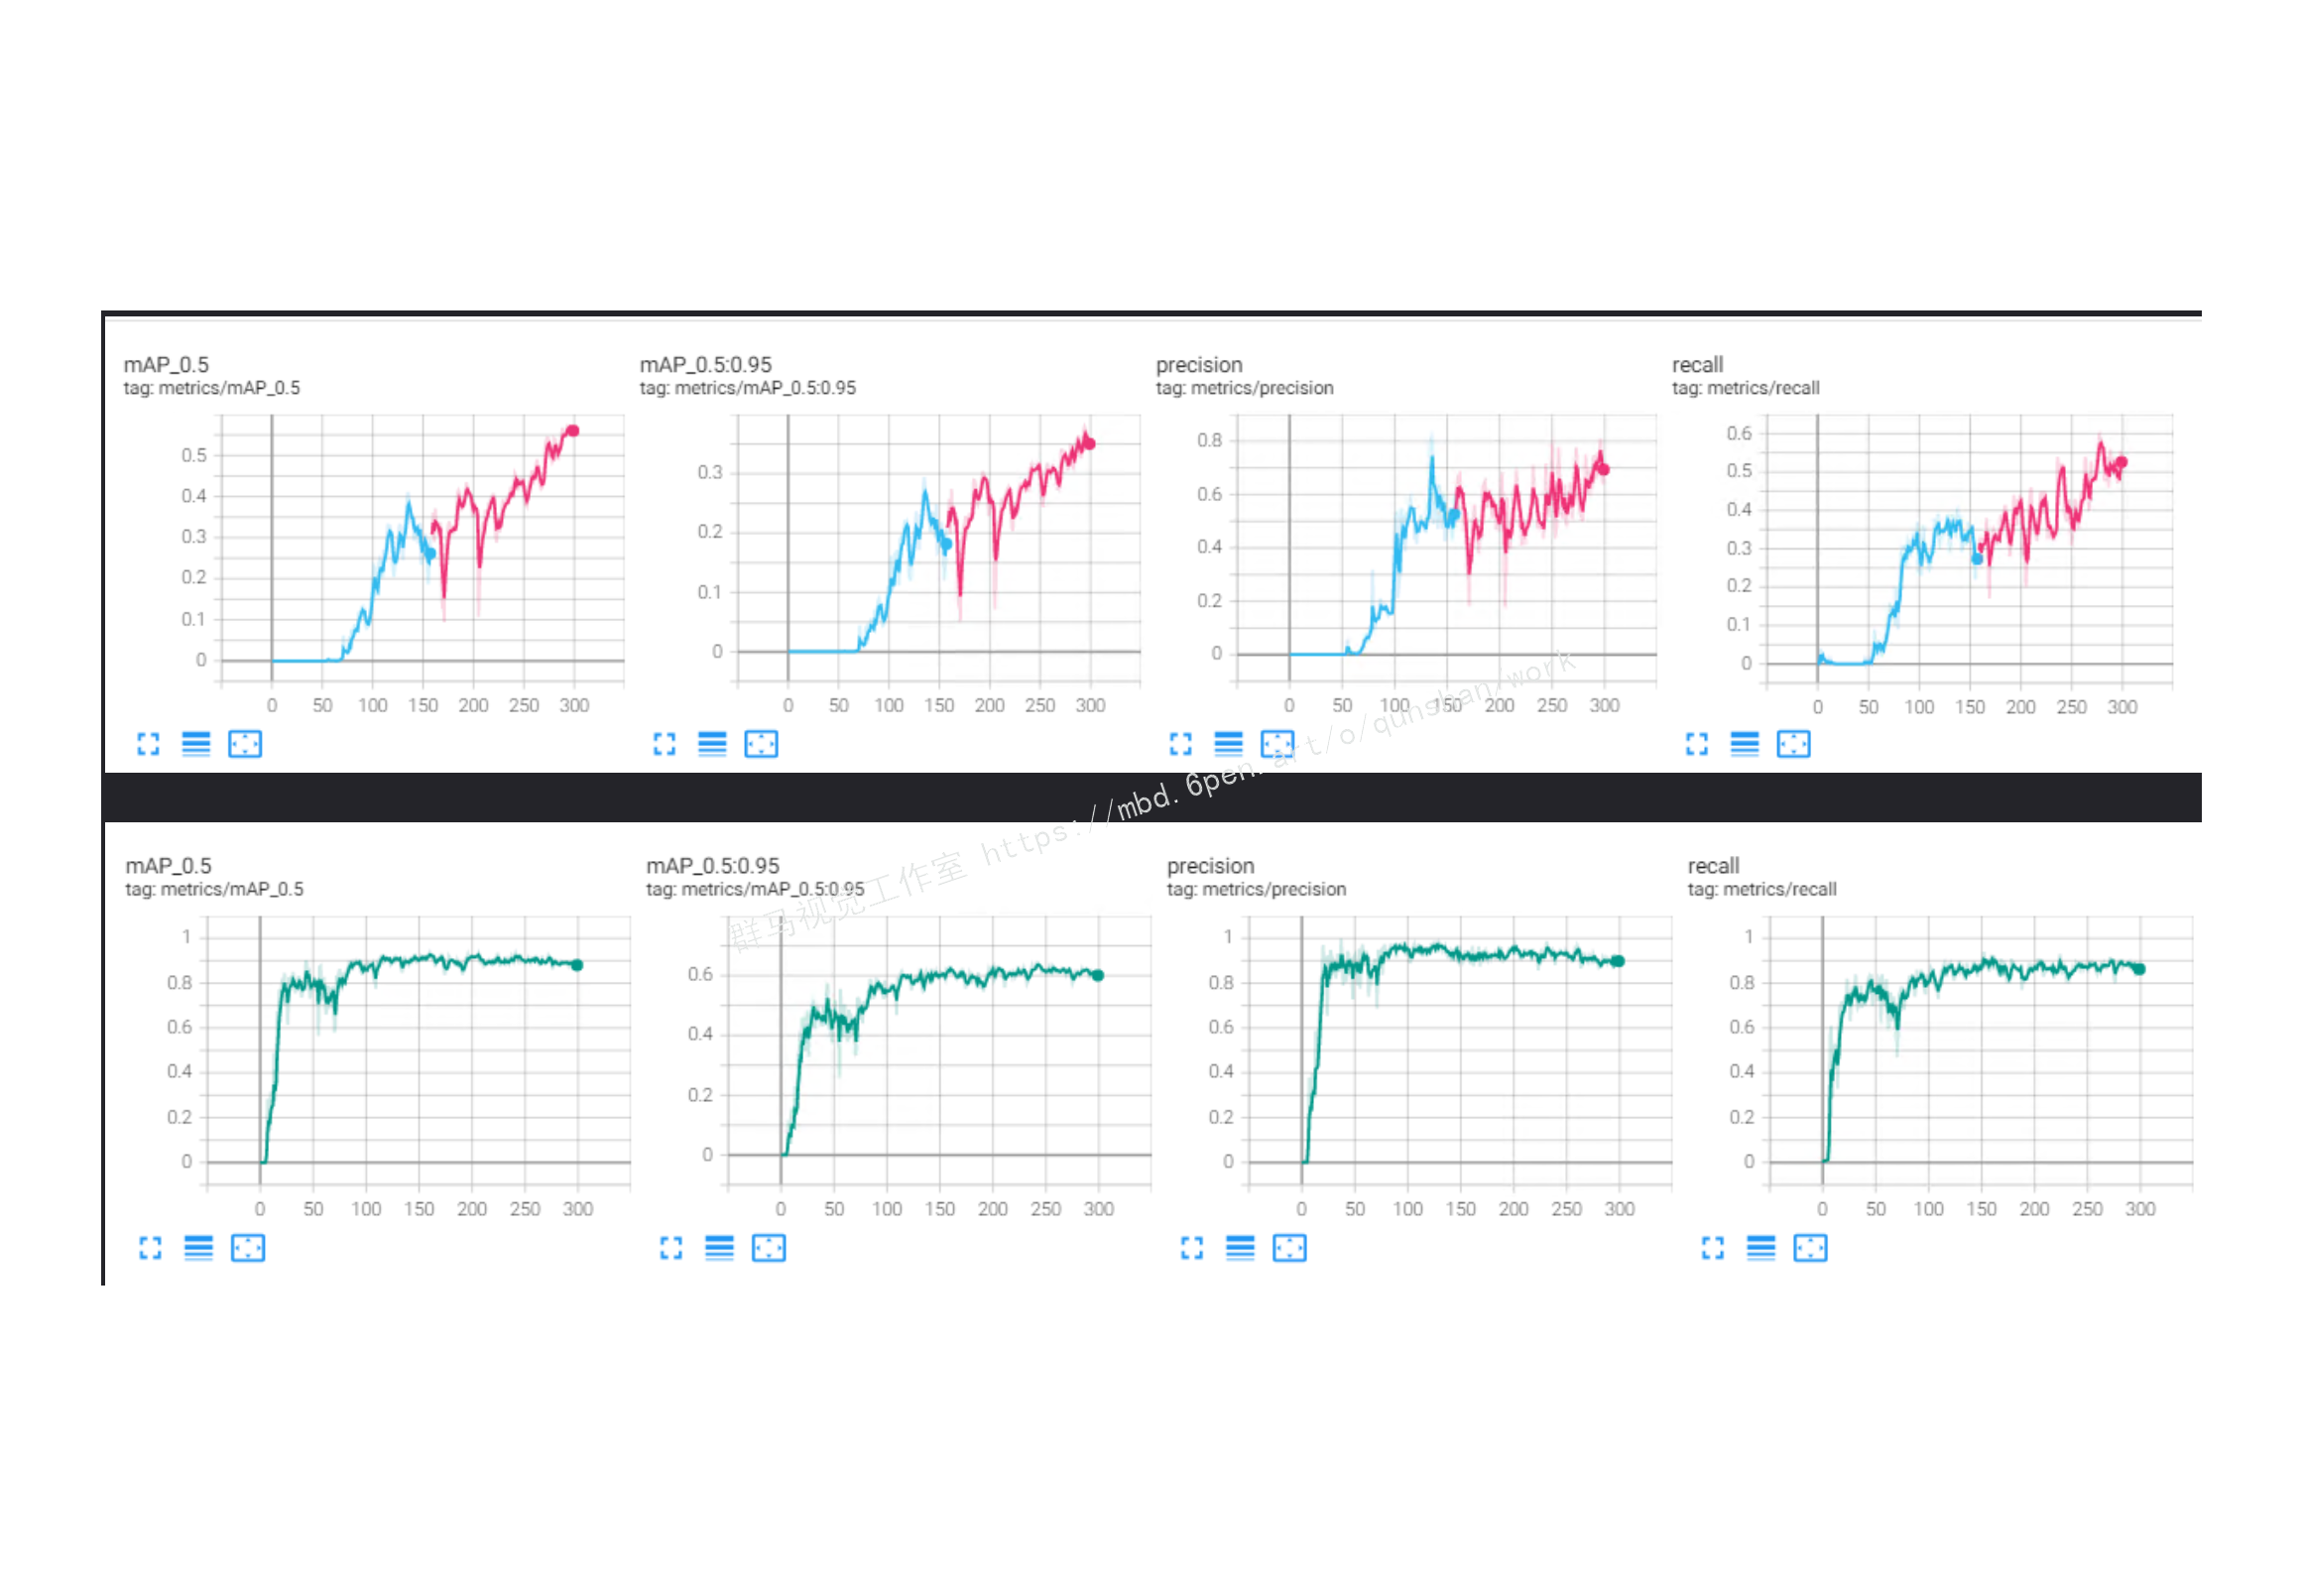 mAP_0.5
tag: metrics/mAP_0.5
0.5
0.4
0.3
0.2
0.1
0
0 50 100 150 200 250 300
mAP_0.5:0.95
tag: metrics/mAP_0.5:0.95
0.3
0.2
0.1
0
0 50 100 150 200 250 300
precision
tag: metrics/precision
0.8
0.6
0.4
0.2
0
0 50 100 150 200 250 300
recall
tag: metrics/recall
0.6
0.5
0.4
0.3
0.2
0.1
0
0 50 100 150 200 250 300
群马视觉工作室 https://mbd.6pen.art/o/qunshan/work
mAP_0.5
tag: metrics/mAP_0.5
1
0.8
0.6
0.4
0.2
0
0 50 100 150 200 250 300
mAP_0.5:0.95
tag: metrics/mAP_0.5:0.95
0.6
0.4
0.2
0
0 50 100 150 200 250 300
precision
tag: metrics/precision
1
0.8
0.6
0.4
0.2
0
0 50 100 150 200 250 300
recall
tag: metrics/recall
1
0.8
0.6
0.4
0.2
0
0 50 100 150 200 250 300